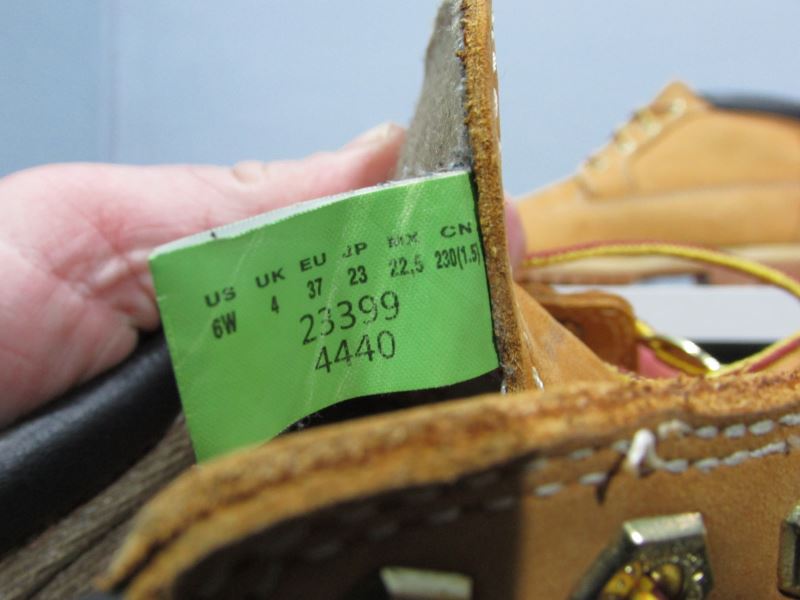 US UK EU JP MX CN
6W 4 37 23 22,5 230(1.5)
23399
4440